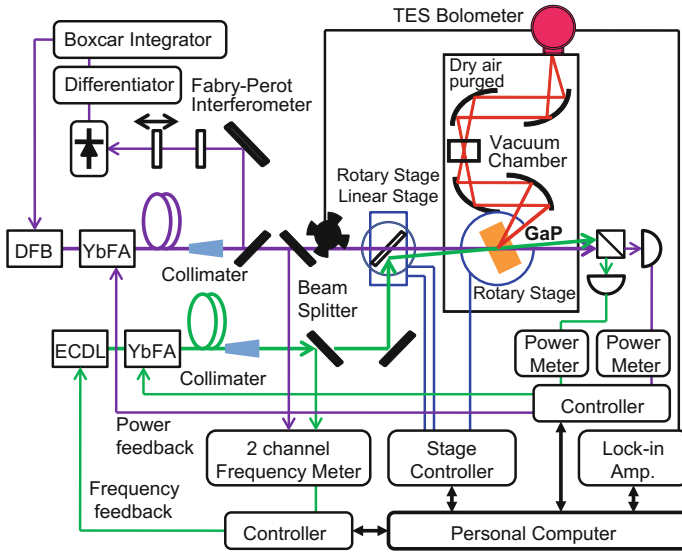 TES Bolometer
Boxcar Integrator
Differentiator
Fabry-Perot
Interferometer
Dry air
purged
Vacuum
Chamber
Rotary Stage
Linear Stage
GaP
DFB
YbFA
Collimater
Beam
Splitter
Rotary Stage
ECDL
YbFA
Collimater
Power
Meter
Power
Meter
Controller
Power
feedback
2 channel
Frequency Meter
Stage
Controller
Lock-in
Amp.
Frequency
feedback
Controller
Personal Computer